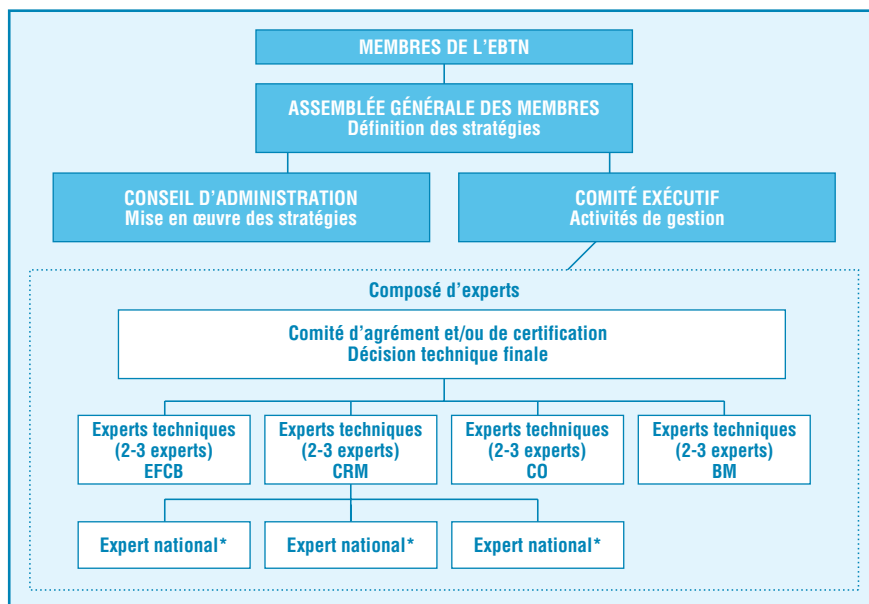 MEMBRES DE L'EBTN
ASSEMBLÉE GÉNÉRALE DES MEMBRES
Définition des stratégies
CONSEIL D'ADMINISTRATION
Mise en œuvre des stratégies
COMITÉ EXÉCUTIF
Activités de gestion
Composé d'experts
Comité d'agrément et/ou de certification
Décision technique finale
Experts techniques
(2-3 experts)
EFCB
Experts techniques
(2-3 experts)
CRM
Experts techniques
(2-3 experts)
CO
Experts techniques
(2-3 experts)
BM
Expert national*
Expert national*
Expert national*